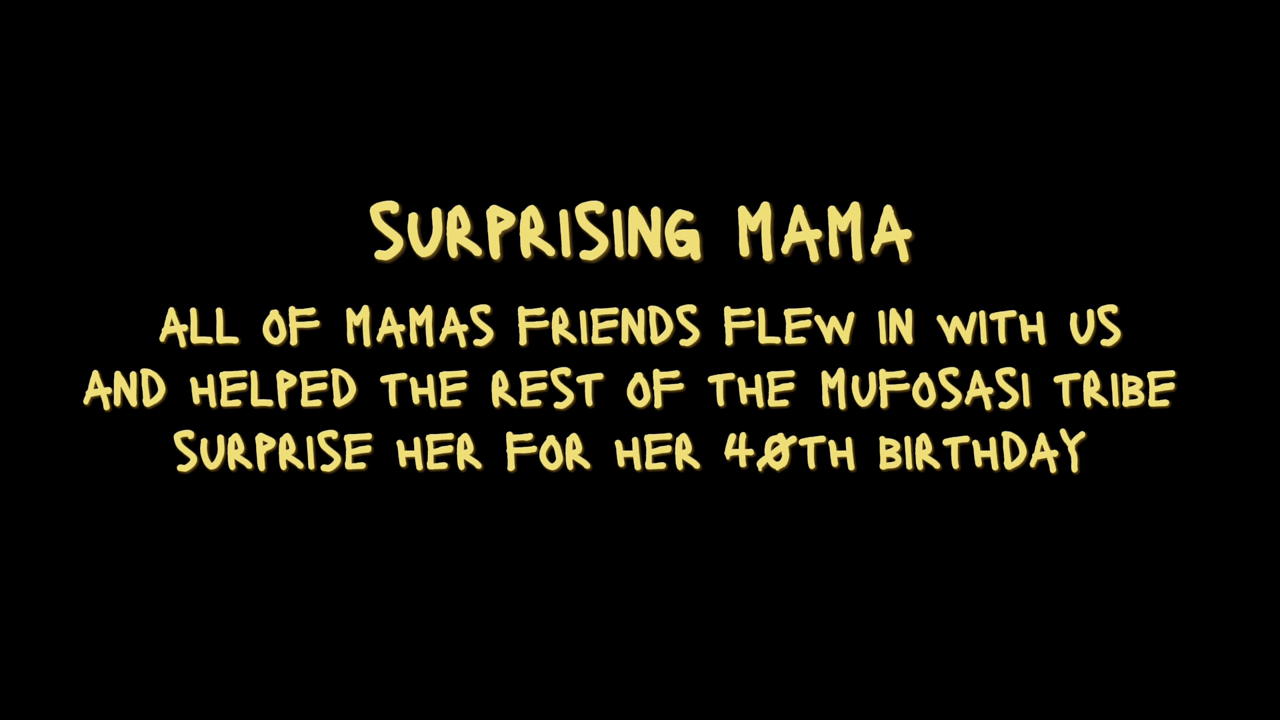 SURPRISING MAMA
ALL OF MAMAS FRIENDS FLEW IN WITH US
AND HELPED THE REST OF THE MUFOSASI TRIBE
SURPRISE HER FOR HER 40TH BIRTHDAY